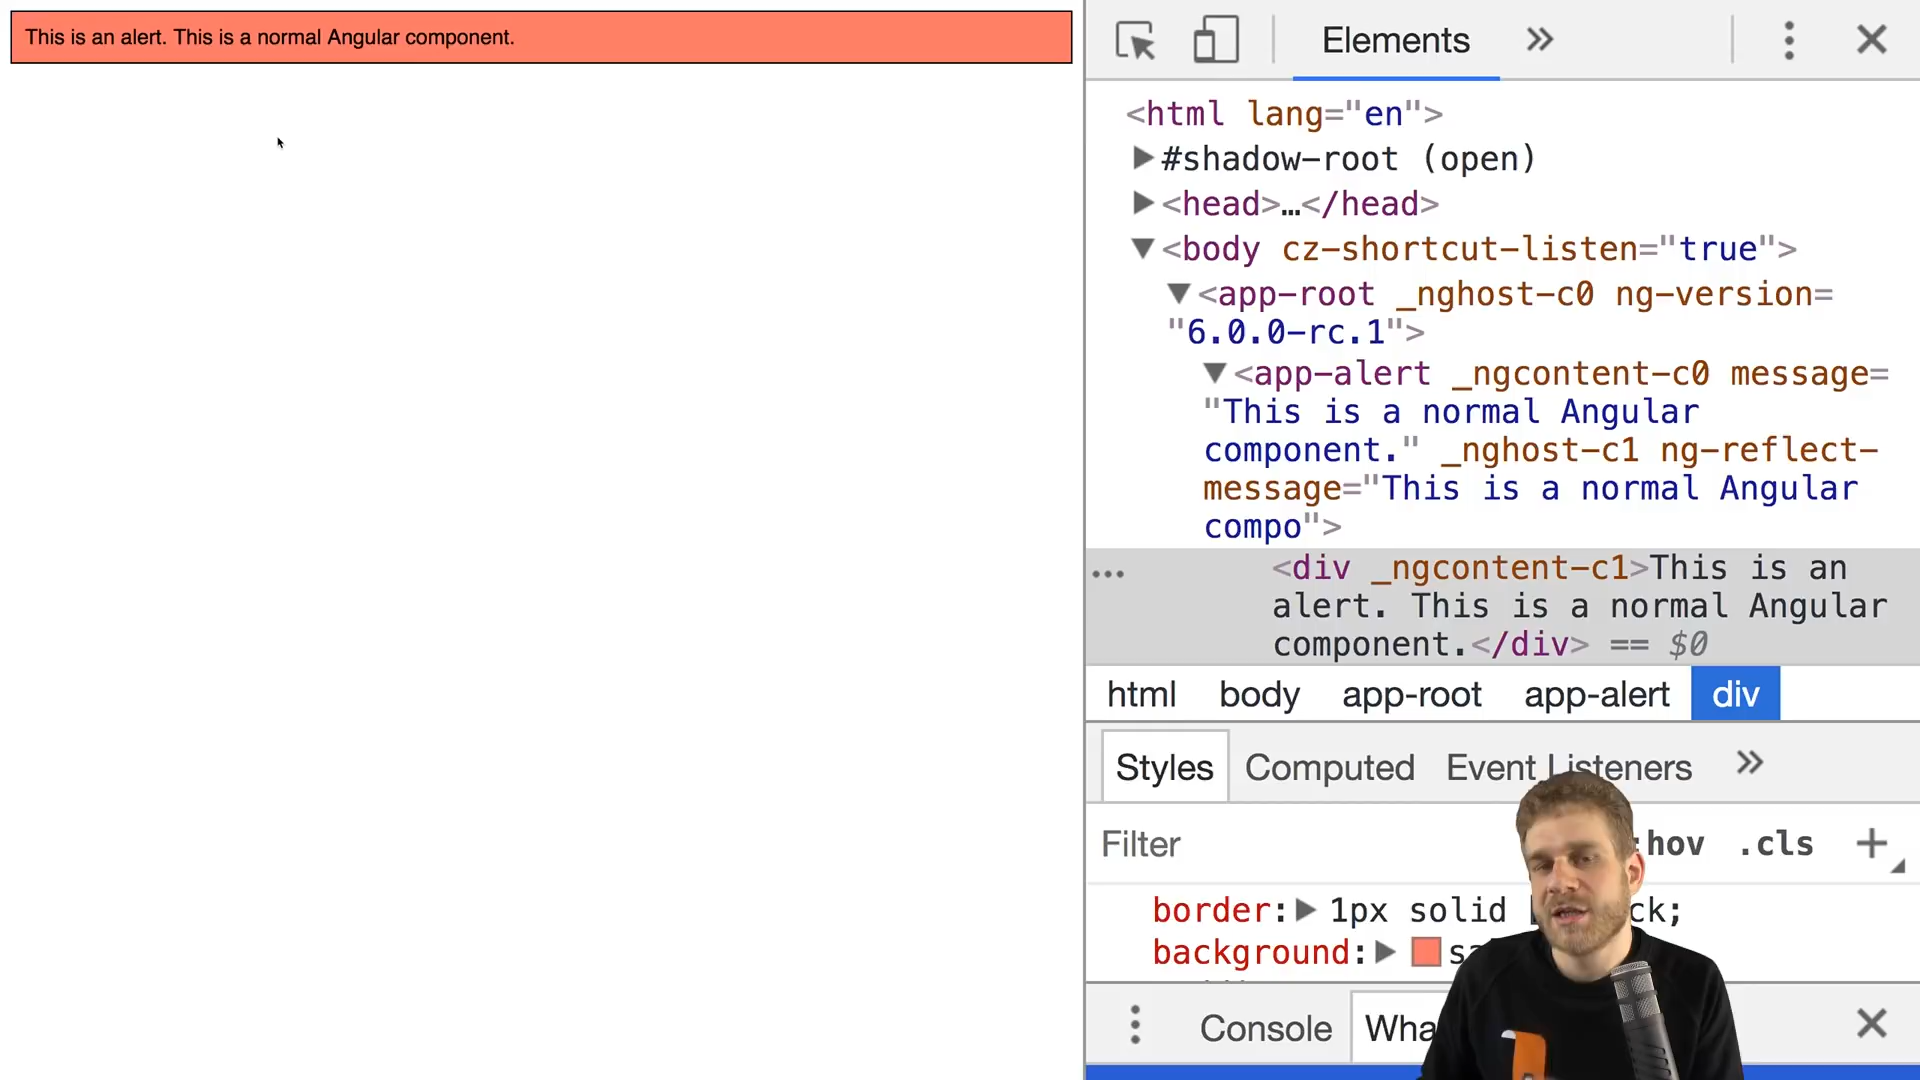 This is an alert. This is a normal Angular component.
Elements
<html lang="en">
#shadow-root (open)
<head>…</head>
<body cz-shortcut-listen="true">
<app-root _nghost-c0 ng-version=
"6.0.0-rc.1">
<app-alert _ngcontent-c0 message=
"This is a normal Angular
component." _nghost-c1 ng-reflect-
message="This is a normal Angular
compo">
<div _ngcontent-c1>This is an
alert. This is a normal Angular
component.</div> == $0
html body app-root app-alert div
Styles Computed Event Listeners
Filter :hov .cls
border: 1px solid
background:
Console